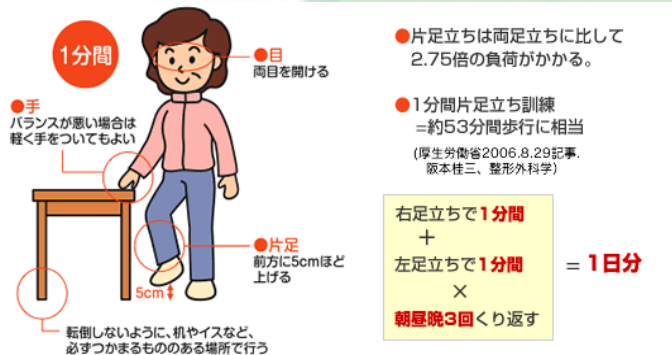 1分間
●目
両目を開ける
●手
バランスが悪い場合は
軽く手をついてもよい
●片足
前方に5cmほど
上げる
5cm
転倒しないように、机やイスなど、
必ずつかまるもののある場所で行う
●片足立ちは両足立ちに比して
2.75倍の負荷がかかる。
●1分間片足立ち訓練
=約53分間歩行に相当
(厚生労働省2006.8.29記事.
阪本桂三、整形外科学)
右足立ちで1分間
+
左足立ちで1分間
×
朝昼晩3回くり返す
=1日分